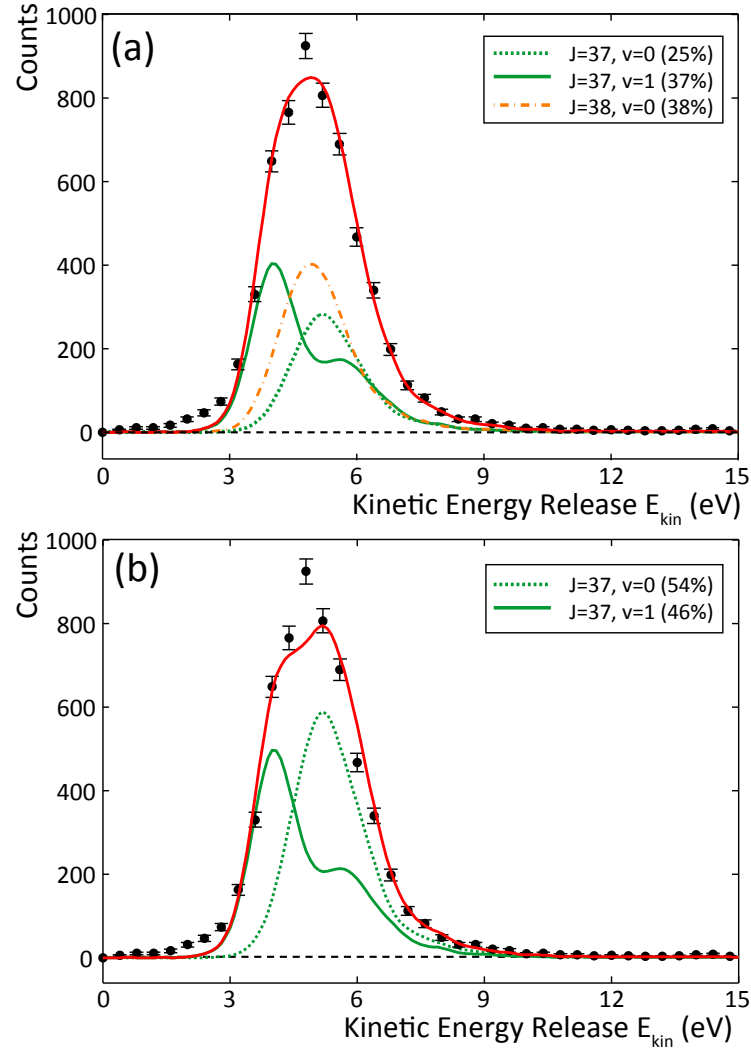 (a)
Counts
1000
800
600
400
200
0
J=37, v=0 (25%)
J=37, v=1 (37%)
J=38, v=0 (38%)
0 3 6 9 12 15
Kinetic Energy Release E_kin (eV)
(b)
Counts
1000
800
600
400
200
0
J=37, v=0 (54%)
J=37, v=1 (46%)
0 3 6 9 12 15
Kinetic Energy Release E_kin (eV)